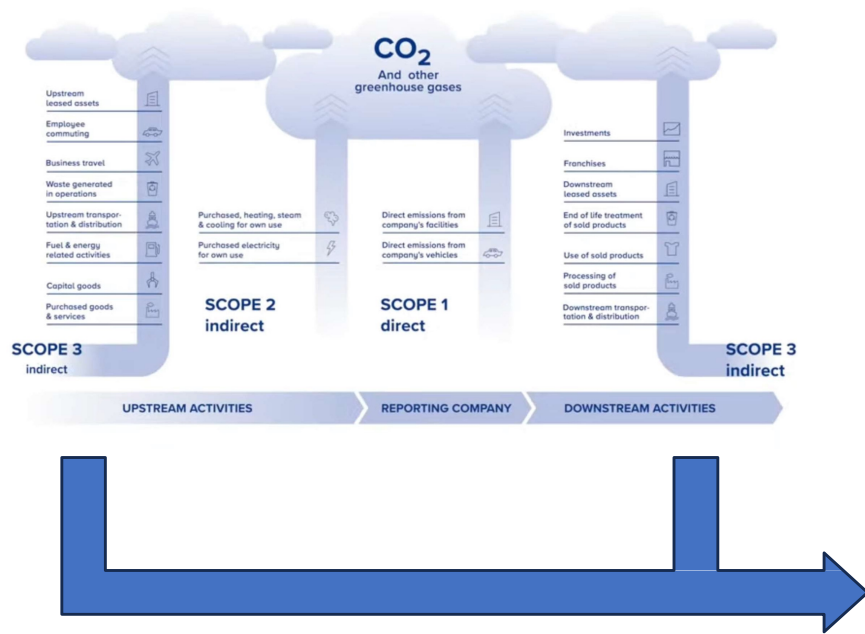 CO2
And other
greenhouse gases
Upstream
leased assets
Employee
commuting
Business travel
Waste generated
in operations
Upstream transpor-
tation & distribution
Fuel & energy
related activities
Capital goods
Purchased goods
& services
SCOPE 3
indirect
Purchased, heating, steam
& cooling for own use
Purchased electricity
for own use
SCOPE 2
indirect
Direct emissions from
company's facilities
Direct emissions from
company's vehicles
SCOPE 1
direct
Investments
Franchises
Downstream
leased assets
End of life treatment
of sold products
Use of sold products
Processing of
sold products
Downstream transpor-
tation & distribution
SCOPE 3
indirect
UPSTREAM ACTIVITIES
REPORTING COMPANY
DOWNSTREAM ACTIVITIES